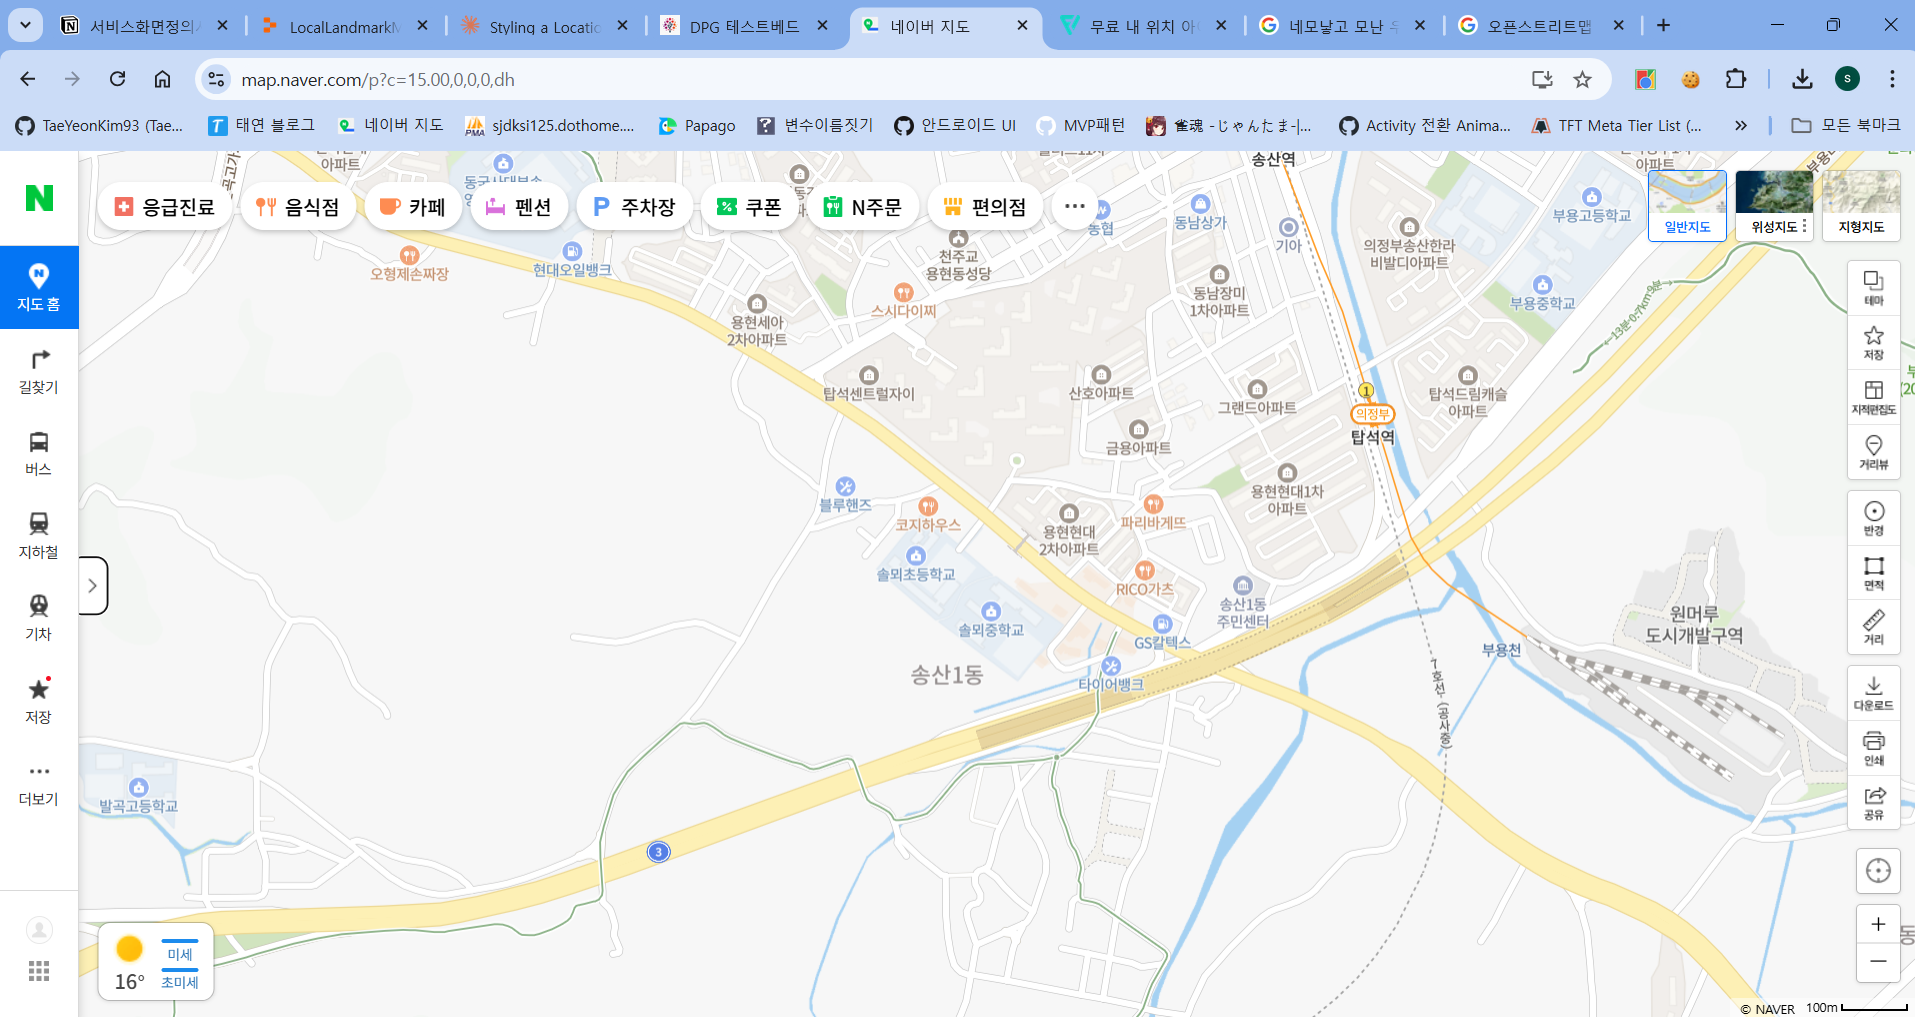 서비스화면정의
LocalLandmarkM
Styling a Locatio
DPG 테스트베드
네이버 지도
무료 내 위치 아
네모낳고 모난
오픈스트리트맵
map.naver.com/p?c=15.00,0,0,0,dh
S
TaeYeonKim93 (Tae...
태연 블로그
네이버 지도
PMA
sjdksi125.dothome....
Papago
변수이름짓기
안드로이드 UI
MVP패턴
雀魂 -じゃんたま-|...
Activity 전환 Anima...
TFT Meta Tier List (...
모든 북마크
N
지도 홈
길찾기
버스
지하철
기차
저장
더보기
응급진료
음식점
카페
펜션
P 주차장
쿠폰
N주문
편의점
일반지도
위성지도
지형지도
테마
저장
지적편집도
거리뷰
반경
면적
거리
다운로드
인쇄
공유
아파트
송산역
아파트
부용고등학교
농협
동남상가
기아
의정부송산한라
비발디아파트
오형제손짜장
현대오일뱅크
천주교
용현동성당
동남장미
1차아파트
부용중학교
스시다이찌
용현세아
2차아파트
←13분·0.7km·9분→
탑석센트럴자이
산호아파트
그랜드아파트
1
의정부
탑석역
탑석드림캐슬
아파트
금용아파트
블루핸즈
코지하우스
용현현대
2차아파트
파리바게뜨
용현현대1차
아파트
솔뫼초등학교
RICO가츠
송산1동
주민센터
솔뫼중학교
GS칼텍스
원머루
도시개발구역
부용천
송산1동
타이어뱅크
7호선 (공사중)
발곡고등학교
3
16°
미세
초미세
© NAVER
100m